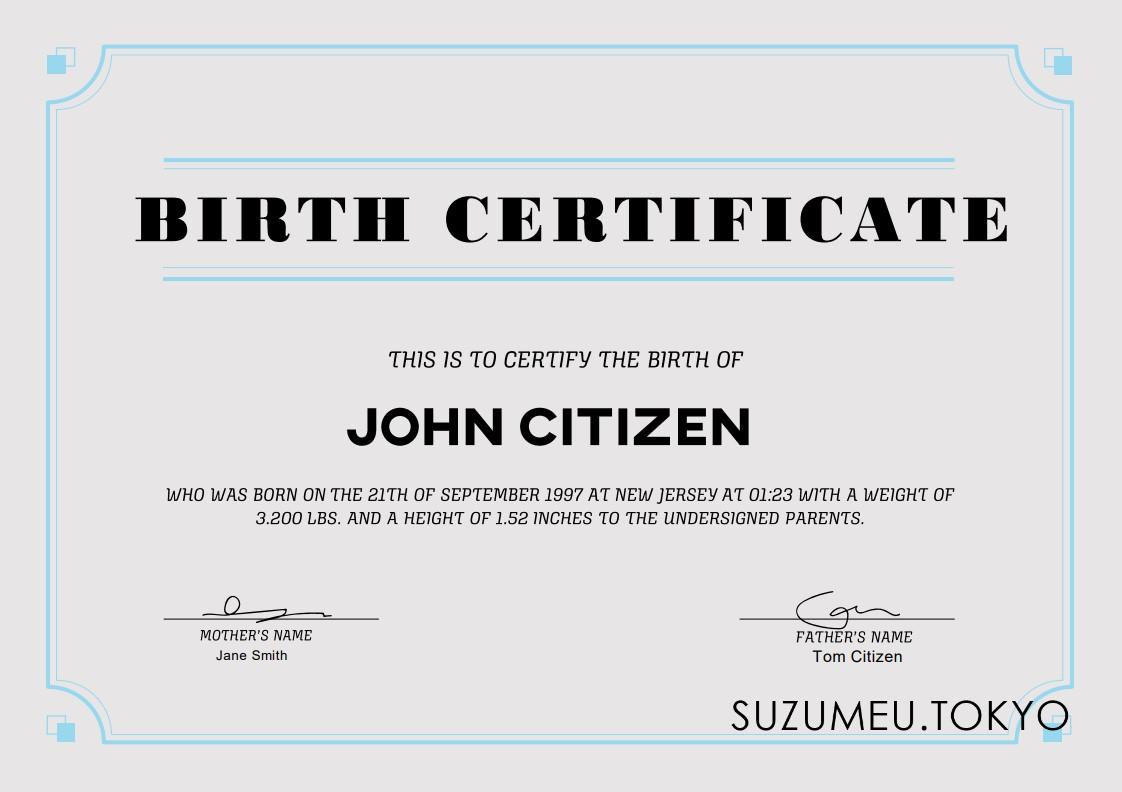 BIRTH CERTIFICATE
THIS IS TO CERTIFY THE BIRTH OF
JOHN CITIZEN
WHO WAS BORN ON THE 21TH OF SEPTEMBER 1997 AT NEW JERSEY AT 01:23 WITH A WEIGHT OF
3.200 LBS. AND A HEIGHT OF 1.52 INCHES TO THE UNDERSIGNED PARENTS.
MOTHER'S NAME
Jane Smith
FATHER'S NAME
Tom Citizen
SUZUMEU.TOKYO